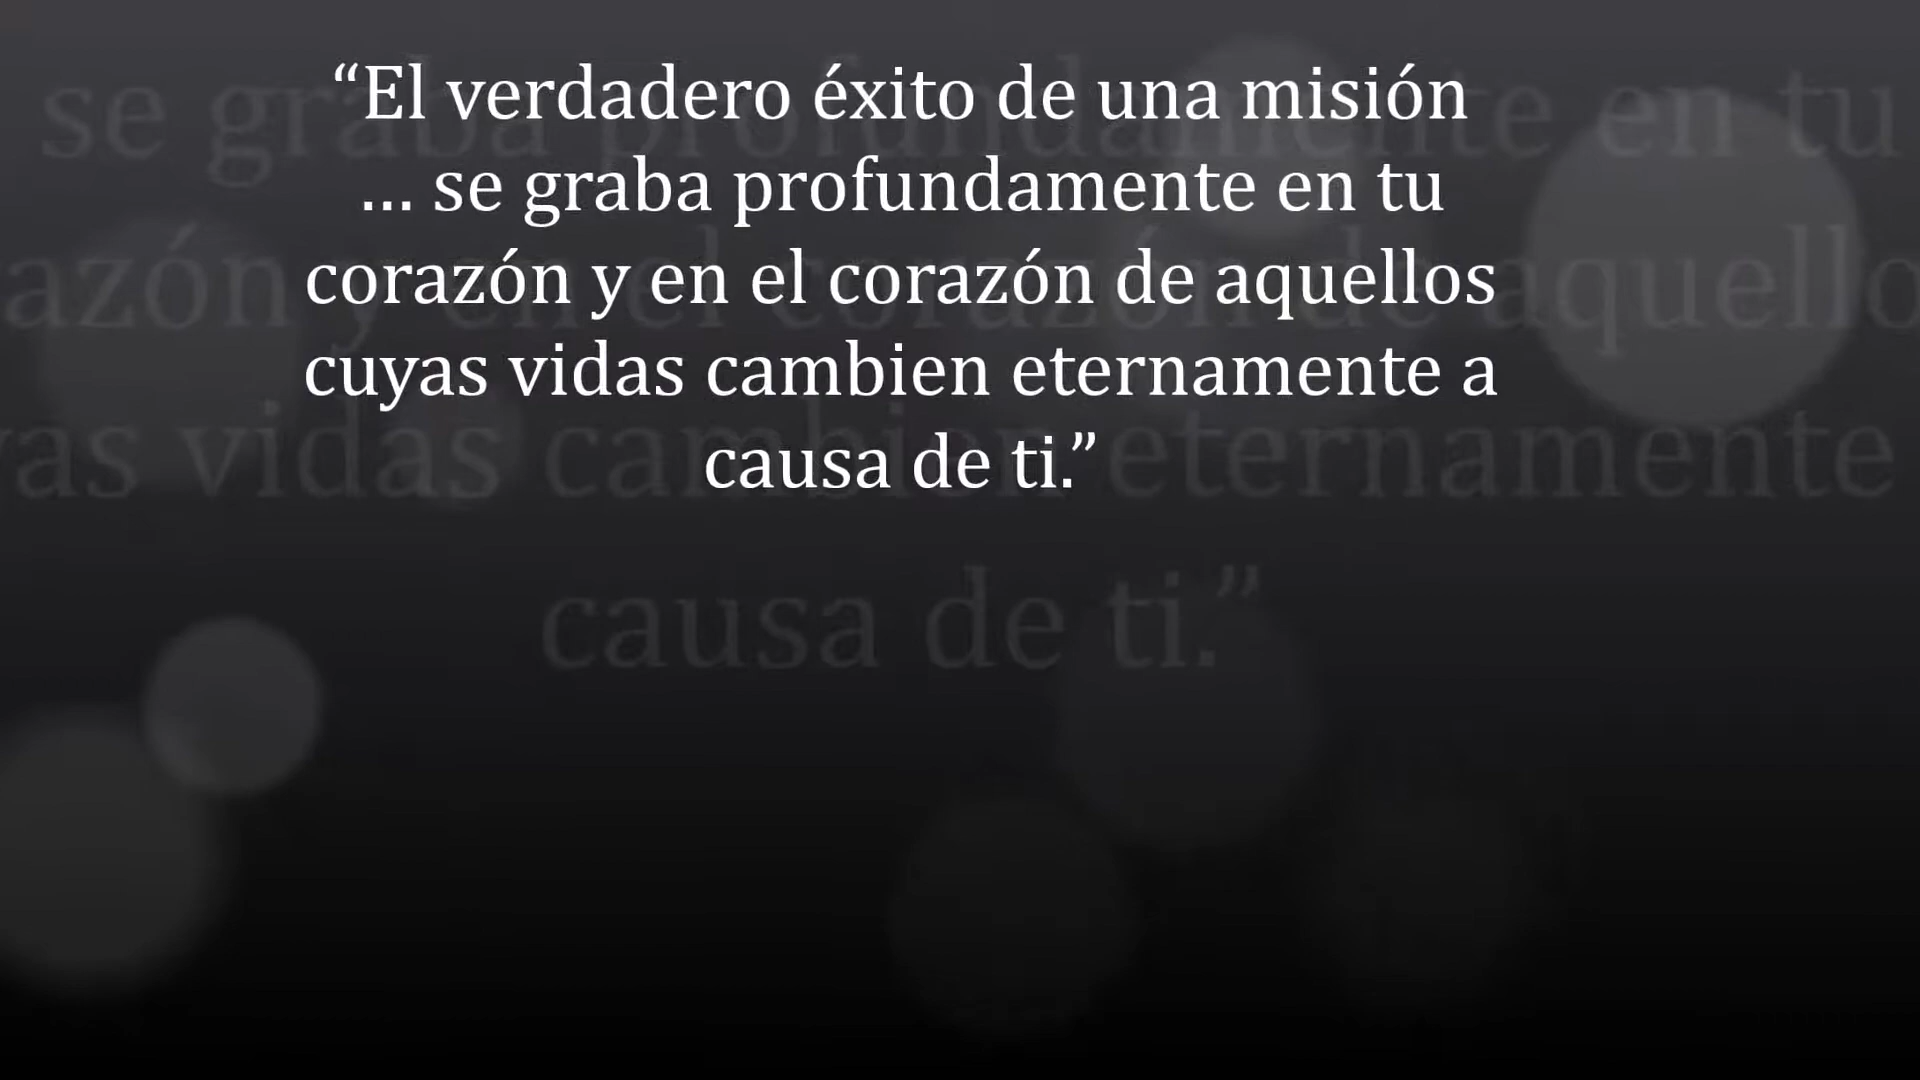 “El verdadero éxito de una misión
… se graba profundamente en tu
corazón y en el corazón de aquellos
cuyas vidas cambien eternamente a
causa de ti.”